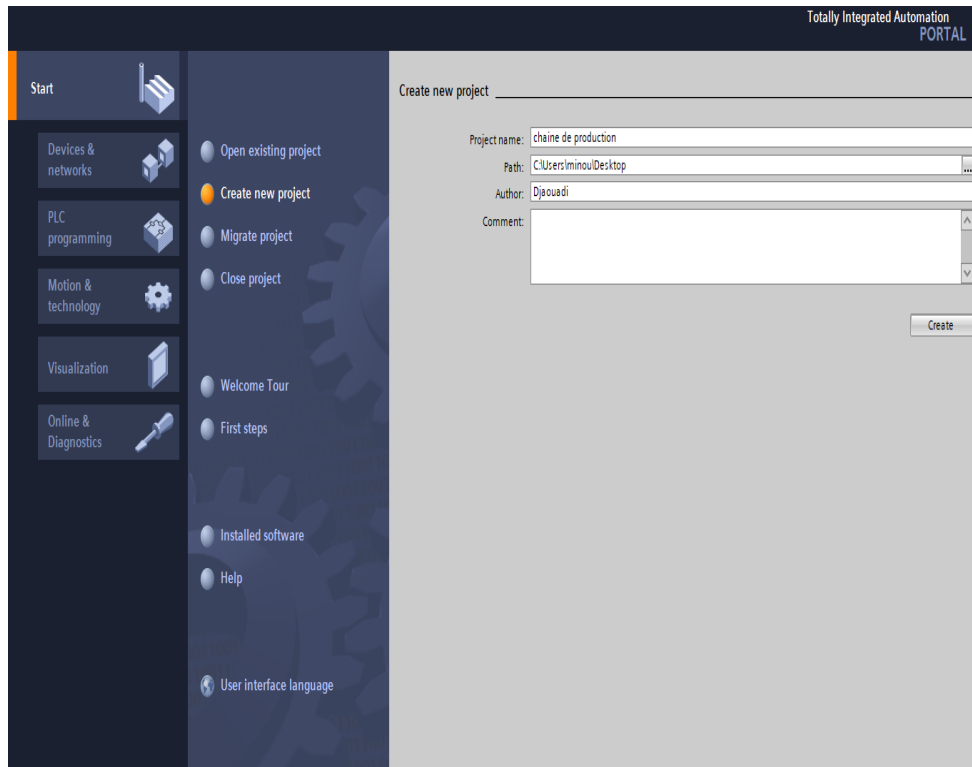 Totally Integrated Automation
PORTAL
Start
Devices &
networks
PLC
programming
Motion &
technology
Visualization
Online &
Diagnostics
Open existing project
Create new project
Migrate project
Close project
Welcome Tour
First steps
Installed software
Help
User interface language
Create new project
Project name: chaine de production
Path: C:\Users\minou\Desktop
...
Author: Djaouadi
Comment:
Create